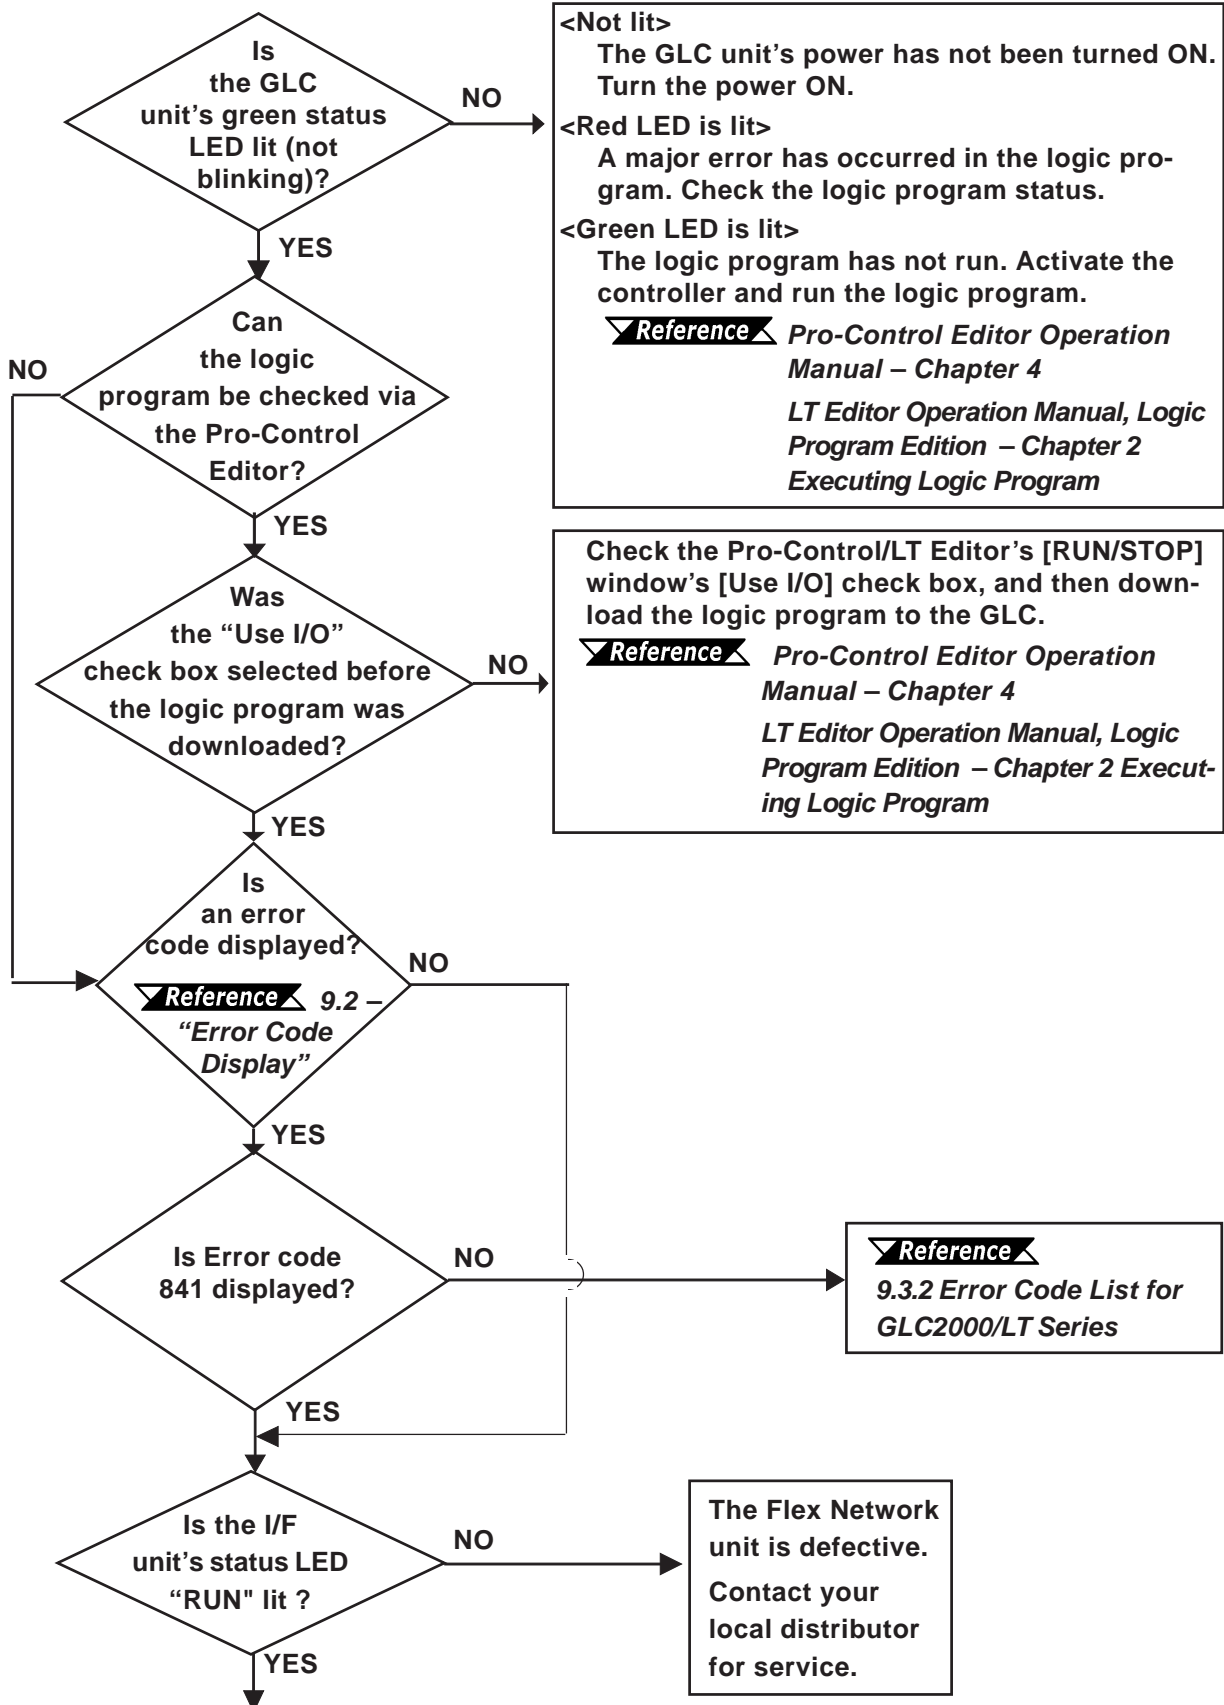 Is
the GLC
unit's green status
LED lit (not
blinking)?
NO
YES
<Not lit>
The GLC unit's power has not been turned ON.
Turn the power ON.
<Red LED is lit>
A major error has occurred in the logic pro-
gram. Check the logic program status.
<Green LED is lit>
The logic program has not run. Activate the
controller and run the logic program.
Reference Pro-Control Editor Operation
Manual – Chapter 4
LT Editor Operation Manual, Logic
Program Edition – Chapter 2
Executing Logic Program
Can
the logic
program be checked via
the Pro-Control
Editor?
NO
YES
Was
the “Use I/O”
check box selected before
the logic program was
downloaded?
NO
YES
Check the Pro-Control/LT Editor's [RUN/STOP]
window's [Use I/O] check box, and then down-
load the logic program to the GLC.
Reference Pro-Control Editor Operation
Manual – Chapter 4
LT Editor Operation Manual, Logic
Program Edition – Chapter 2 Execut-
ing Logic Program
Is
an error
code displayed?
Reference 9.2 –
“Error Code
Display”
NO
YES
Is Error code
841 displayed?
NO
YES
Reference
9.3.2 Error Code List for
GLC2000/LT Series
Is the I/F
unit's status LED
“RUN" lit ?
NO
YES
The Flex Network
unit is defective.
Contact your
local distributor
for service.